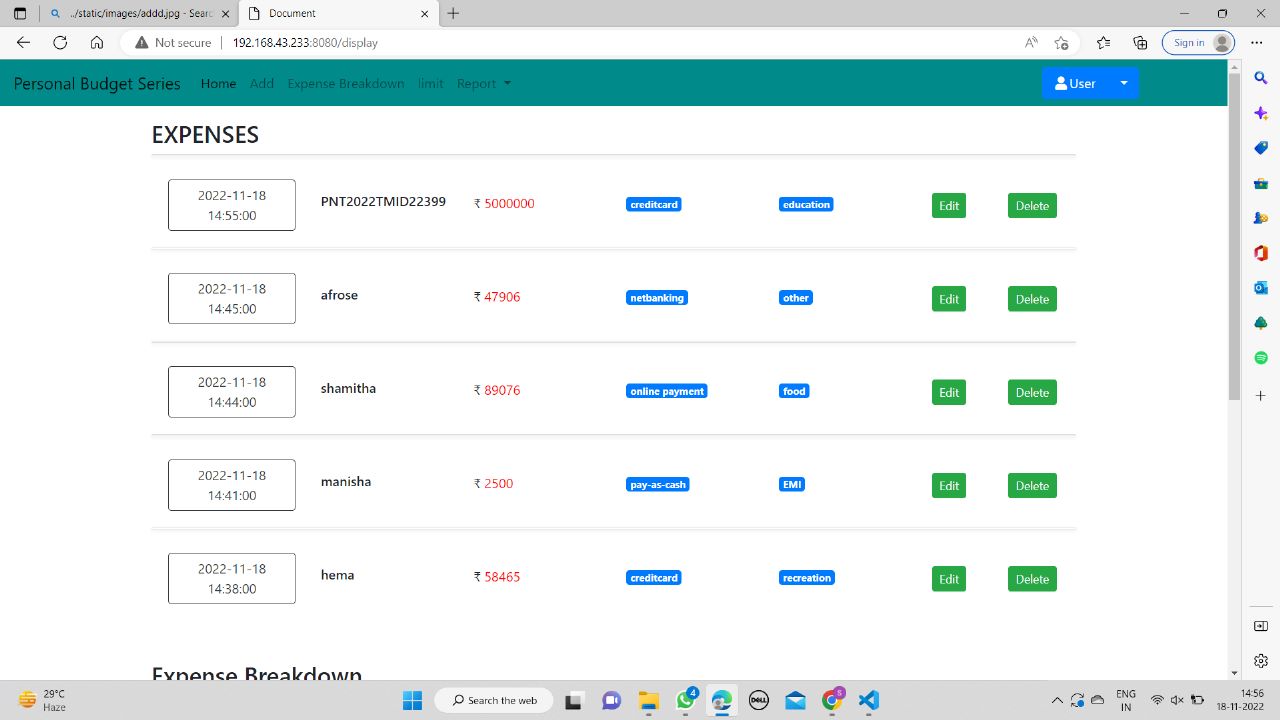 ../static/images/addd.jpg - Searc
Document
Not secure
192.168.43.233:8080/display
Sign in
Personal Budget Series Home Add Expense Breakdown limit Report User
EXPENSES
2022-11-18
14:55:00
PNT2022TMID22399 ₹ 5000000 creditcard education Edit Delete
2022-11-18
14:45:00
afrose ₹ 47906 netbanking other Edit Delete
2022-11-18
14:44:00
shamitha ₹ 89076 online payment food Edit Delete
2022-11-18
14:41:00
manisha ₹ 2500 pay-as-cash EMI Edit Delete
2022-11-18
14:38:00
hema ₹ 58465 creditcard recreation Edit Delete
Expense Breakdown
29°C
Haze
Search the web
DELL
4
S
ENG
IN
14:56
18-11-2022